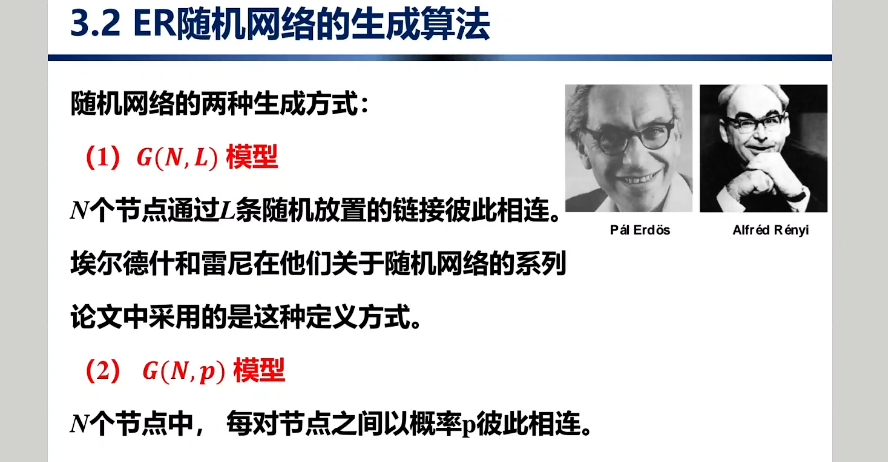 3.2 ER随机网络的生成算法
随机网络的两种生成方式：
（1）G(N, L) 模型
N个节点通过L条随机放置的链接彼此相连。
埃尔德什和雷尼在他们关于随机网络的系列
论文中采用的是这种定义方式。
（2） G(N, p) 模型
N个节点中， 每对节点之间以概率p彼此相连。
Pál Erdös
Alfréd Rényi